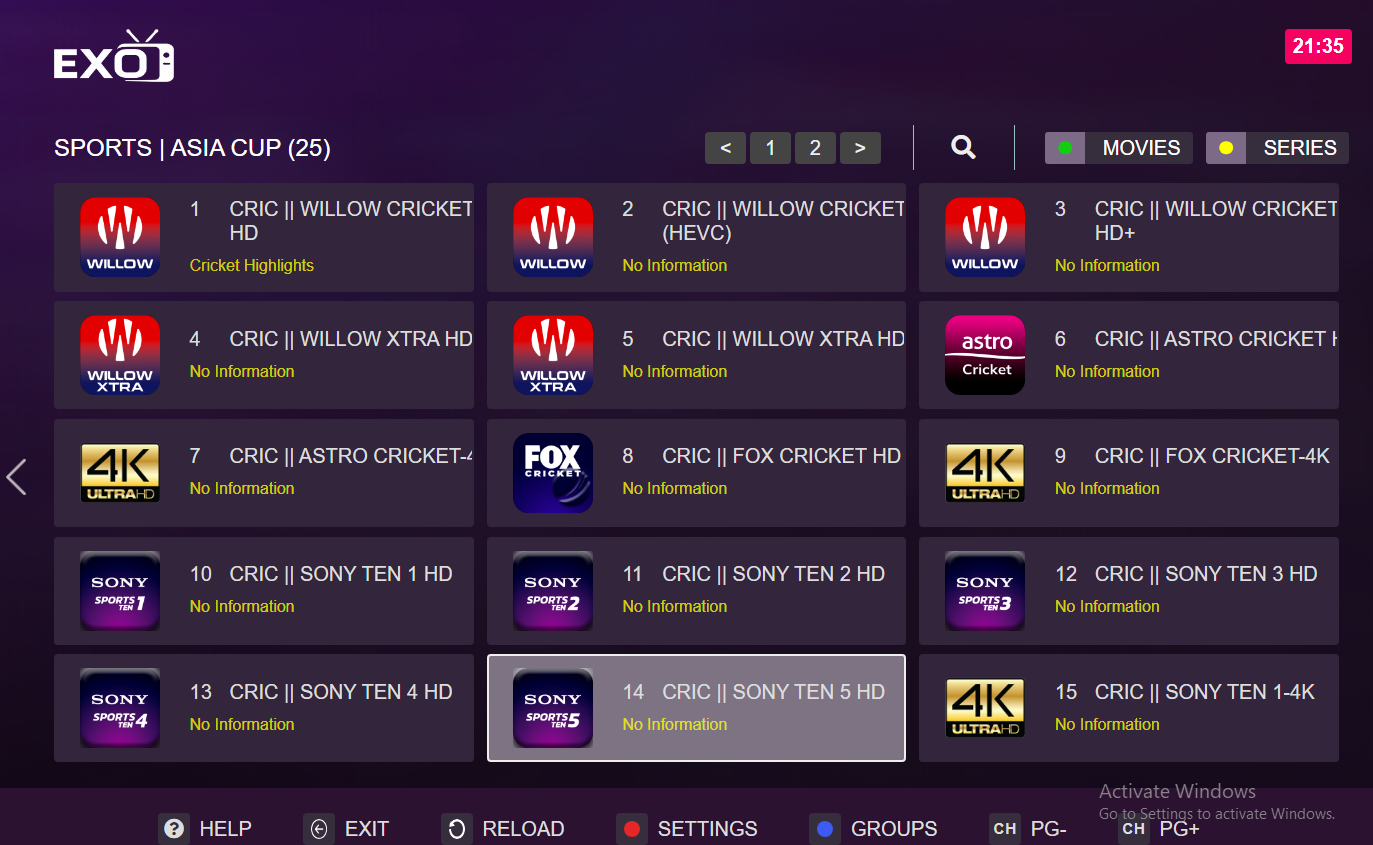 EXO
21:35
SPORTS | ASIA CUP (25)
< 1 2 >
MOVIES
SERIES
WILLOW
1 CRIC || WILLOW CRICKET
HD
Cricket Highlights
WILLOW
2 CRIC || WILLOW CRICKET
(HEVC)
No Information
WILLOW
3 CRIC || WILLOW CRICKET
HD+
No Information
WILLOW
XTRA
4 CRIC || WILLOW XTRA HD
No Information
WILLOW
XTRA
5 CRIC || WILLOW XTRA HD
No Information
astro
Cricket
6 CRIC || ASTRO CRICKET H
No Information
4K
ULTRAHD
7 CRIC || ASTRO CRICKET-4
No Information
FOX
CRICKET
8 CRIC || FOX CRICKET HD
No Information
4K
ULTRAHD
9 CRIC || FOX CRICKET-4K
No Information
SONY
SPORTS TEN 1
10 CRIC || SONY TEN 1 HD
No Information
SONY
SPORTS TEN 2
11 CRIC || SONY TEN 2 HD
No Information
SONY
SPORTS TEN 3
12 CRIC || SONY TEN 3 HD
No Information
SONY
SPORTS TEN 4
13 CRIC || SONY TEN 4 HD
No Information
SONY
SPORTS TEN 5
14 CRIC || SONY TEN 5 HD
No Information
4K
ULTRAHD
15 CRIC || SONY TEN 1-4K
No Information
Activate Windows
Go to Settings to activate Windows.
? HELP
EXIT
RELOAD
SETTINGS
GROUPS
CH PG-
CH PG+